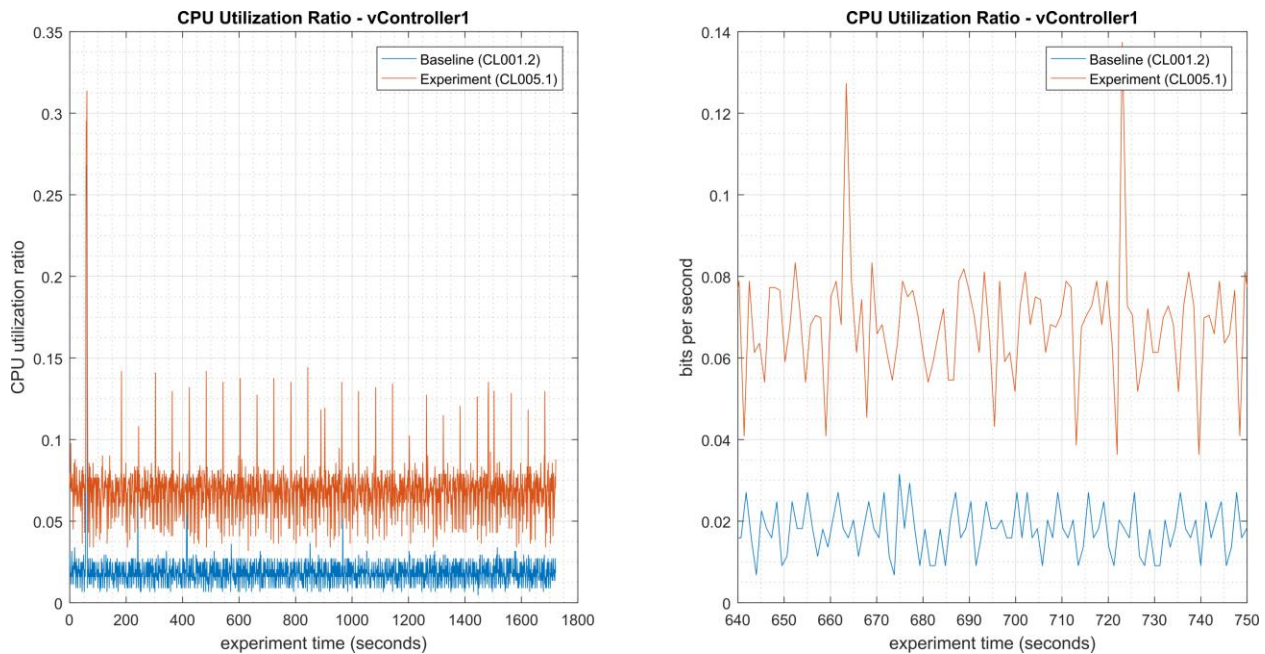 CPU Utilization Ratio - vController1
0.35
0.3
0.25
0.2
0.15
0.1
0.05
0
CPU utilization ratio
Baseline (CL001.2)
Experiment (CL005.1)
0 200 400 600 800 1000 1200 1400 1600 1800
experiment time (seconds)
CPU Utilization Ratio - vController1
0.14
0.12
0.1
0.08
0.06
0.04
0.02
0
bits per second
Baseline (CL001.2)
Experiment (CL005.1)
640 650 660 670 680 690 700 710 720 730 740 750
experiment time (seconds)